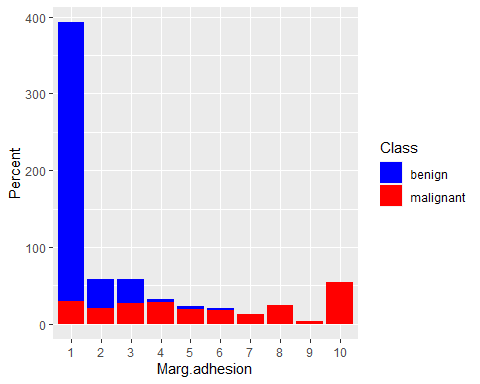 400
300
200
100
0
Percent
1 2 3 4 5 6 7 8 9 10
Marg.adhesion
Class
benign
malignant